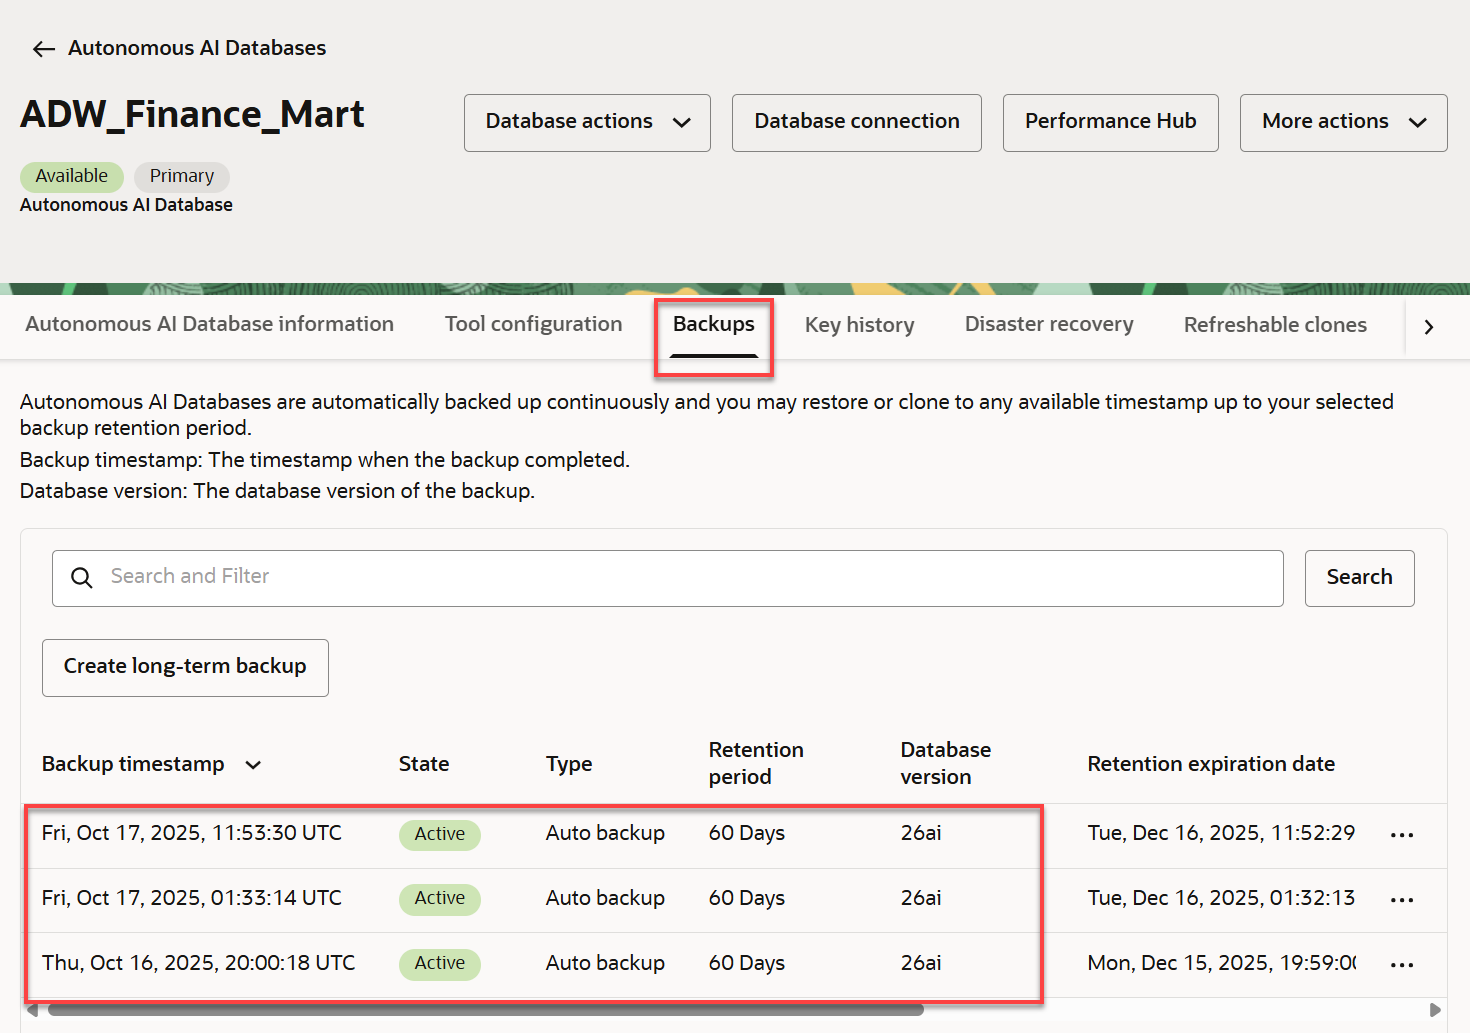 Autonomous AI Databases
ADW_Finance_Mart
Database actions
Database connection
Performance Hub
More actions
Available
Primary
Autonomous AI Database
Autonomous AI Database information
Tool configuration
Backups
Key history
Disaster recovery
Refreshable clones
Autonomous AI Databases are automatically backed up continuously and you may restore or clone to any available timestamp up to your selected
backup retention period.
Backup timestamp: The timestamp when the backup completed.
Database version: The database version of the backup.
Search and Filter
Search
Create long-term backup
Backup timestamp State Type Retention period Database version Retention expiration date
Fri, Oct 17, 2025, 11:53:30 UTC Active Auto backup 60 Days 26ai Tue, Dec 16, 2025, 11:52:29
Fri, Oct 17, 2025, 01:33:14 UTC Active Auto backup 60 Days 26ai Tue, Dec 16, 2025, 01:32:13
Thu, Oct 16, 2025, 20:00:18 UTC Active Auto backup 60 Days 26ai Mon, Dec 15, 2025, 19:59:00